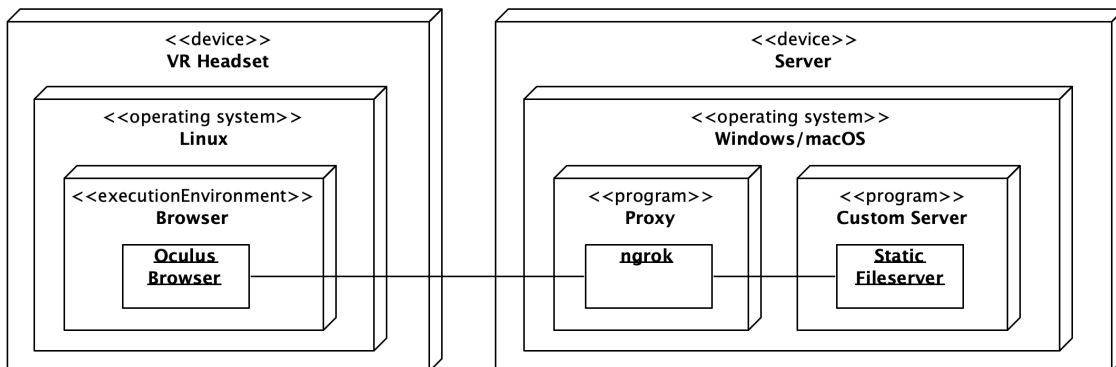 <<device>>
VR Headset
<<operating system>>
Linux
<<executionEnvironment>>
Browser
Oculus
Browser
<<device>>
Server
<<operating system>>
Windows/macOS
<<program>>
Proxy
ngrok
<<program>>
Custom Server
Static
Fileserver